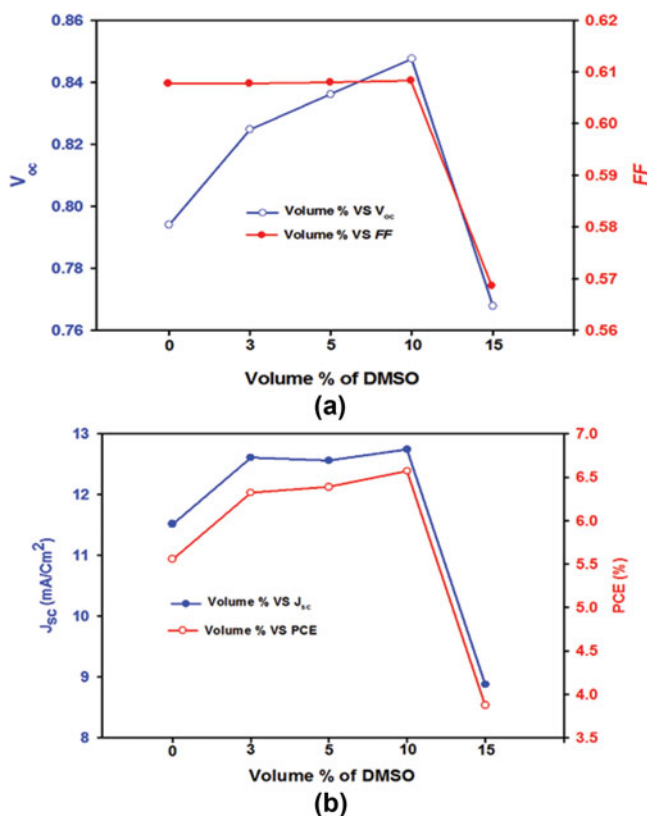 0.86
0.84
0.82
0.80
0.78
0.76
V_oc
0.62
0.61
0.60
0.59
0.58
0.57
0.56
FF
Volume % VS V_oc
Volume % VS FF
0 3 5 10 15
Volume % of DMSO
(a)
13
12
11
10
9
8
J_SC (mA/Cm²)
7.0
6.5
6.0
5.5
5.0
4.5
4.0
3.5
PCE (%)
Volume % VS J_sc
Volume % VS PCE
0 3 5 10 15
Volume % of DMSO
(b)